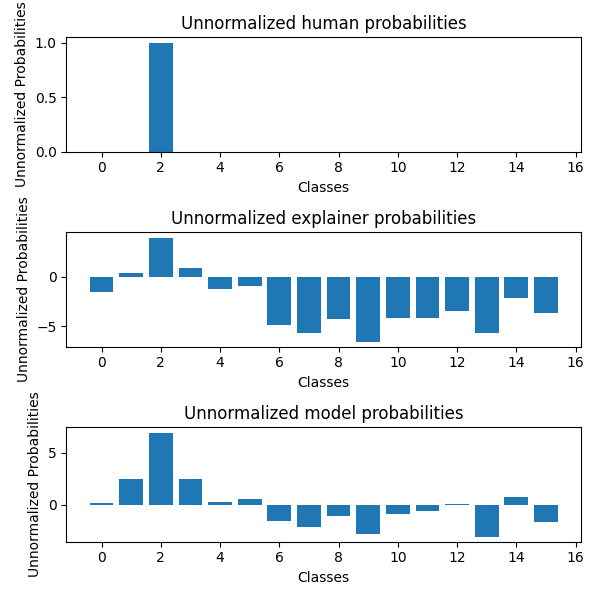 Unnormalized human probabilities
Unnormalized Probabilities
1.0
0.5
0.0
0 2 4 6 8 10 12 14 16
Classes
Unnormalized explainer probabilities
Unnormalized Probabilities
0
−5
0 2 4 6 8 10 12 14 16
Classes
Unnormalized model probabilities
Unnormalized Probabilities
5
0
0 2 4 6 8 10 12 14 16
Classes